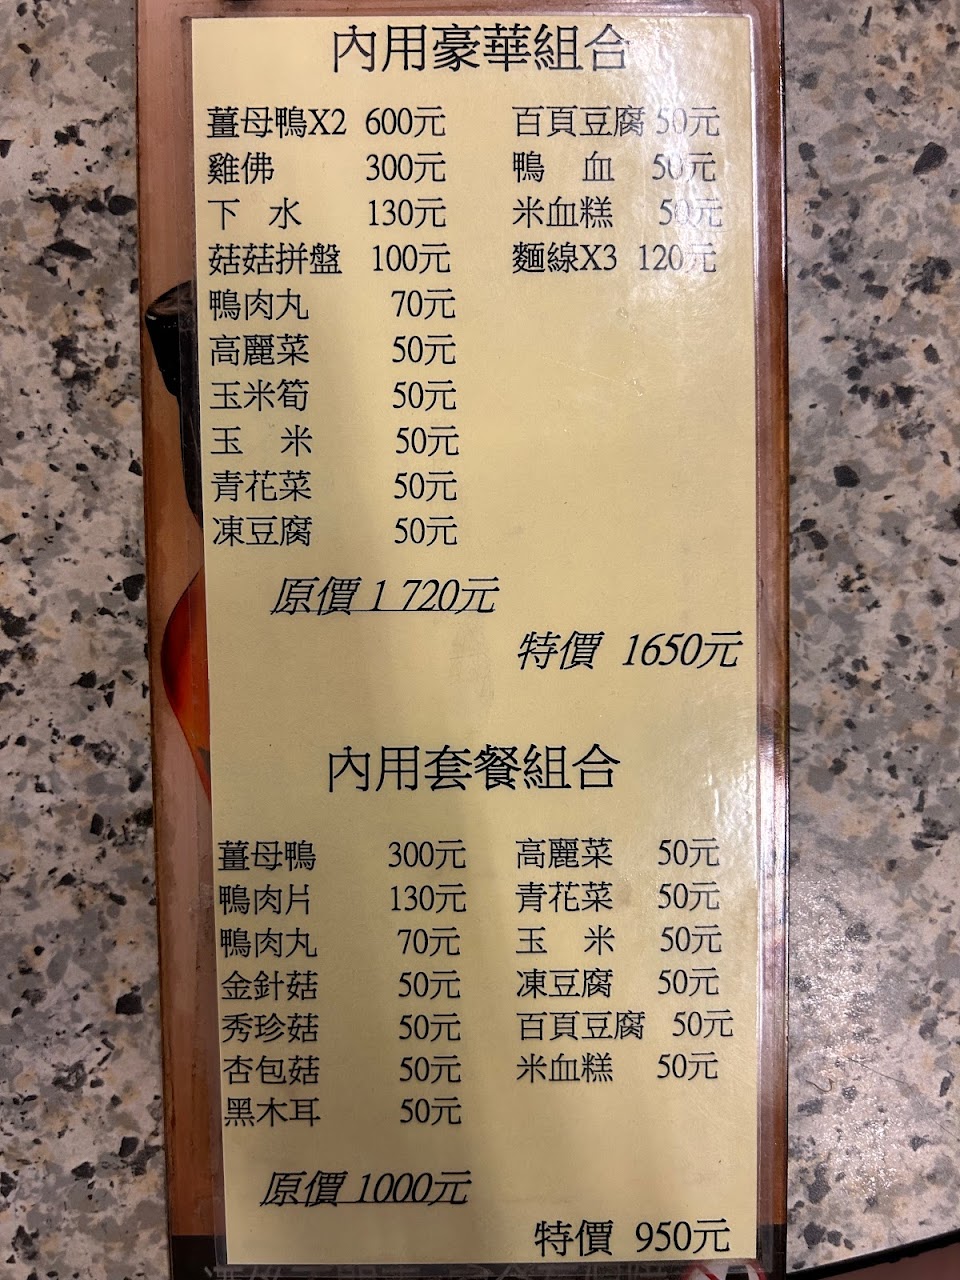 內用豪華組合
薑母鴨X2 600元 百頁豆腐 50元
雞佛 300元 鴨 血 50元
下 水 130元 米血糕 50元
菇菇拼盤 100元 麵線X3 120元
鴨肉丸 70元
高麗菜 50元
玉米筍 50元
玉 米 50元
青花菜 50元
凍豆腐 50元
原價 1 720元
特價 1650元
內用套餐組合
薑母鴨 300元 高麗菜 50元
鴨肉片 130元 青花菜 50元
鴨肉丸 70元 玉 米 50元
金針菇 50元 凍豆腐 50元
秀珍菇 50元 百頁豆腐 50元
杏包菇 50元 米血糕 50元
黑木耳 50元
原價 1000元
特價 950元